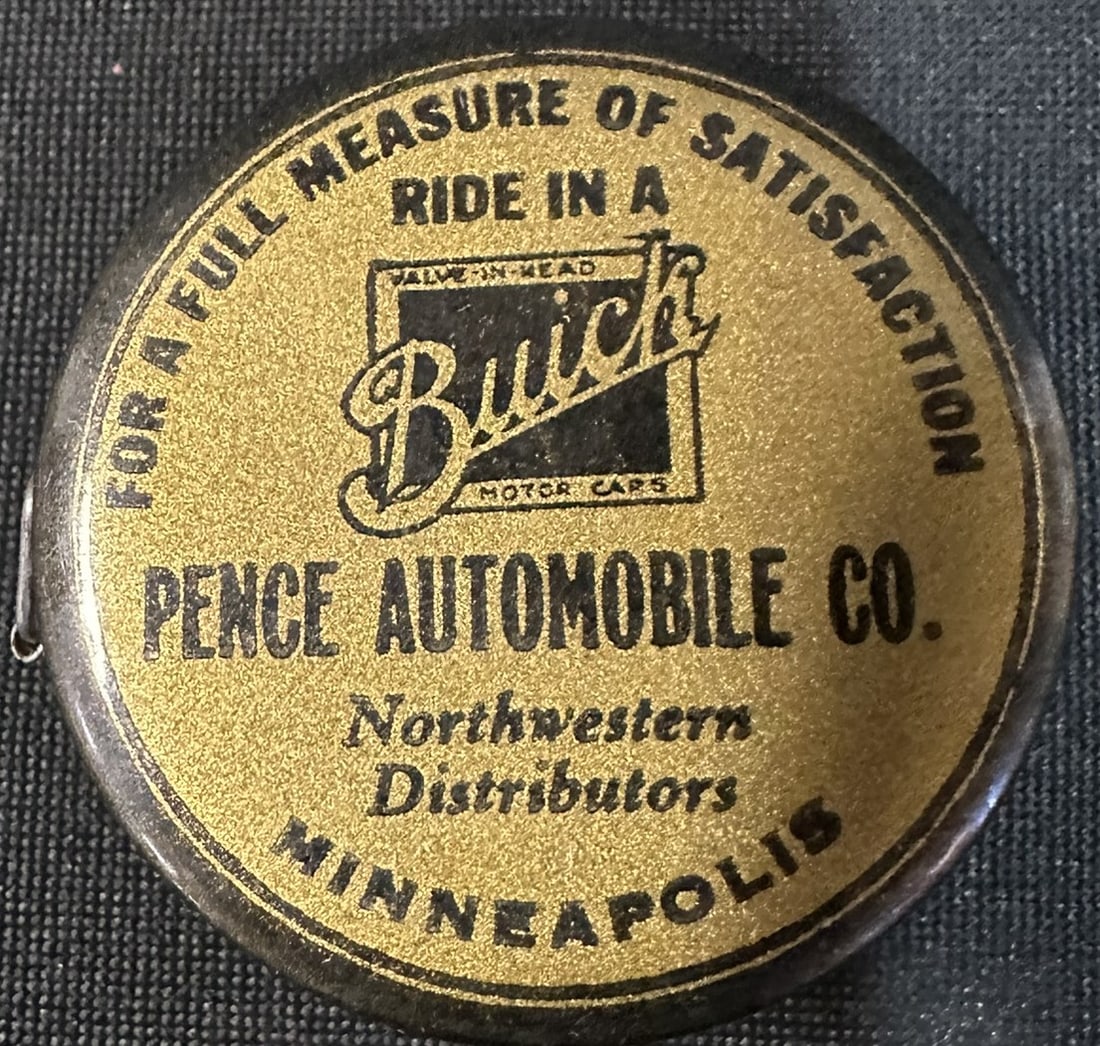 FOR A FULL MEASURE OF SATISFACTION
RIDE IN A
VALVE-IN-HEAD
Buick
MOTOR CARS
PENCE AUTOMOBILE CO.
Northwestern
Distributors
MINNEAPOLIS